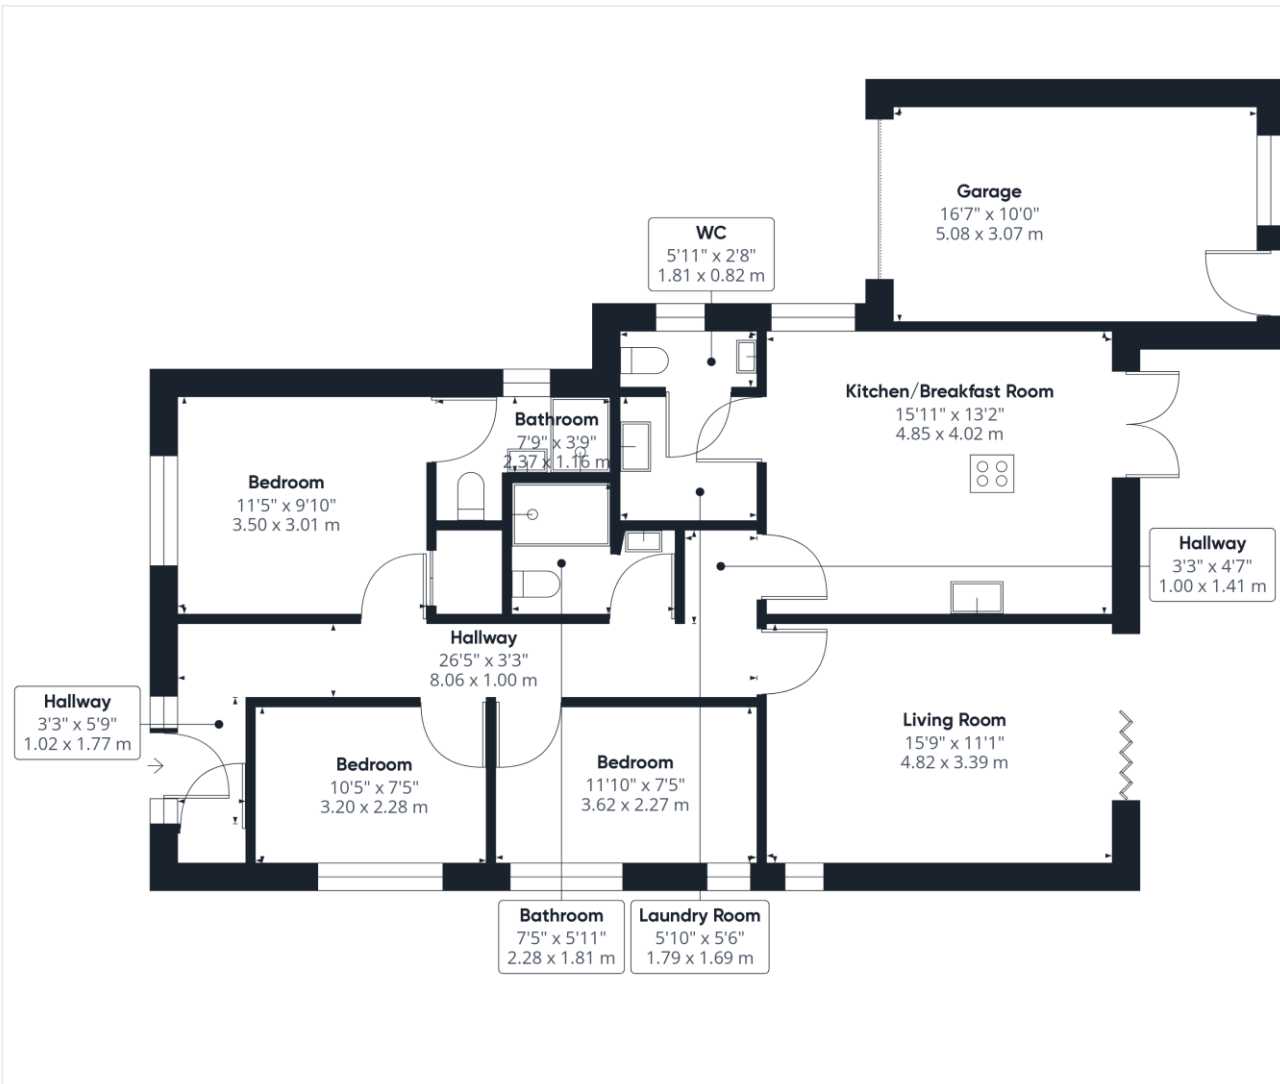 Garage
16'7" x 10'0"
5.08 x 3.07 m
WC
5'11" x 2'8"
1.81 x 0.82 m
Kitchen/Breakfast Room
15'11" x 13'2"
4.85 x 4.02 m
Bathroom
7'9" x 3'9"
2.37 x 1.16 m
Bedroom
11'5" x 9'10"
3.50 x 3.01 m
Hallway
3'3" x 4'7"
1.00 x 1.41 m
Hallway
26'5" x 3'3"
8.06 x 1.00 m
Hallway
3'3" x 5'9"
1.02 x 1.77 m
Living Room
15'9" x 11'1"
4.82 x 3.39 m
Bedroom
10'5" x 7'5"
3.20 x 2.28 m
Bedroom
11'10" x 7'5"
3.62 x 2.27 m
Bathroom
7'5" x 5'11"
2.28 x 1.81 m
Laundry Room
5'10" x 5'6"
1.79 x 1.69 m